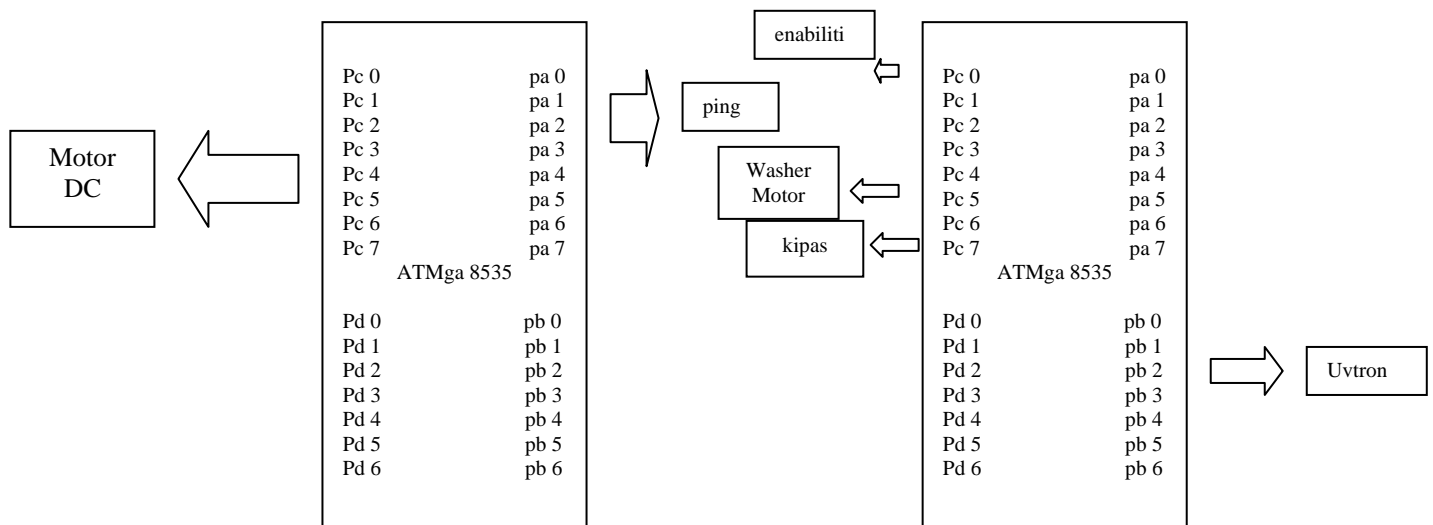 Motor
DC
Pc 0 pa 0
Pc 1 pa 1
Pc 2 pa 2
Pc 3 pa 3
Pc 4 pa 4
Pc 5 pa 5
Pc 6 pa 6
Pc 7 pa 7
ATMga 8535
Pd 0 pb 0
Pd 1 pb 1
Pd 2 pb 2
Pd 3 pb 3
Pd 4 pb 4
Pd 5 pb 5
Pd 6 pb 6
ping
enabiliti
Washer
Motor
kipas
Pc 0 pa 0
Pc 1 pa 1
Pc 2 pa 2
Pc 3 pa 3
Pc 4 pa 4
Pc 5 pa 5
Pc 6 pa 6
Pc 7 pa 7
ATMga 8535
Pd 0 pb 0
Pd 1 pb 1
Pd 2 pb 2
Pd 3 pb 3
Pd 4 pb 4
Pd 5 pb 5
Pd 6 pb 6
Uvtron